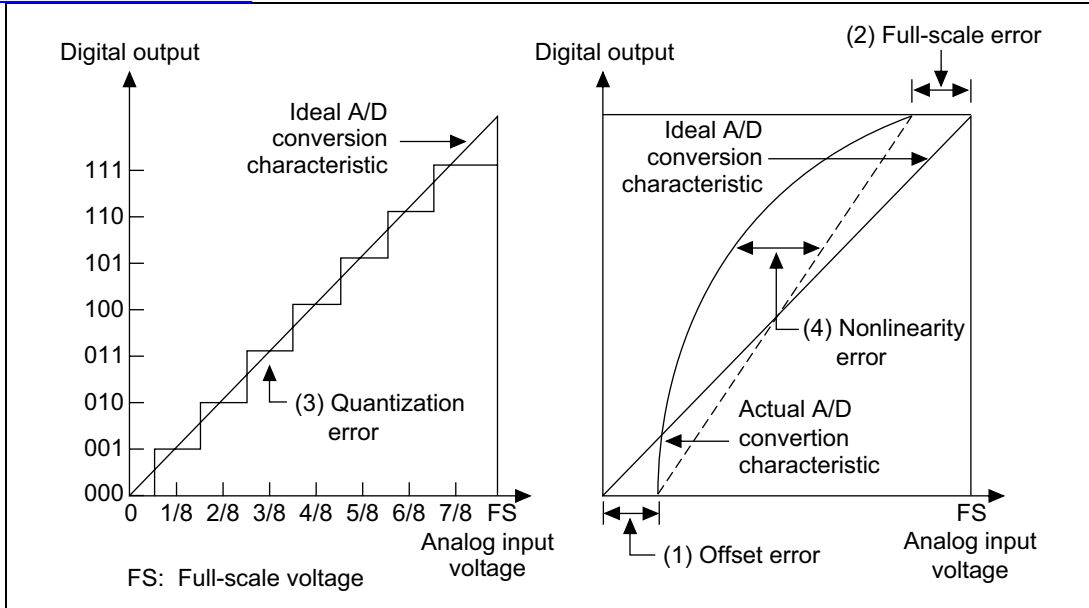 Digital output
Ideal A/D
conversion
characteristic
111
110
101
100
011
010
001
000
(3) Quantization
error
0 1/8 2/8 3/8 4/8 5/8 6/8 7/8 FS
Analog input
voltage
FS: Full-scale voltage
(2) Full-scale error
Digital output
Ideal A/D
conversion
characteristic
(4) Nonlinearity
error
Actual A/D
convertion
characteristic
FS
(1) Offset error
Analog input
voltage